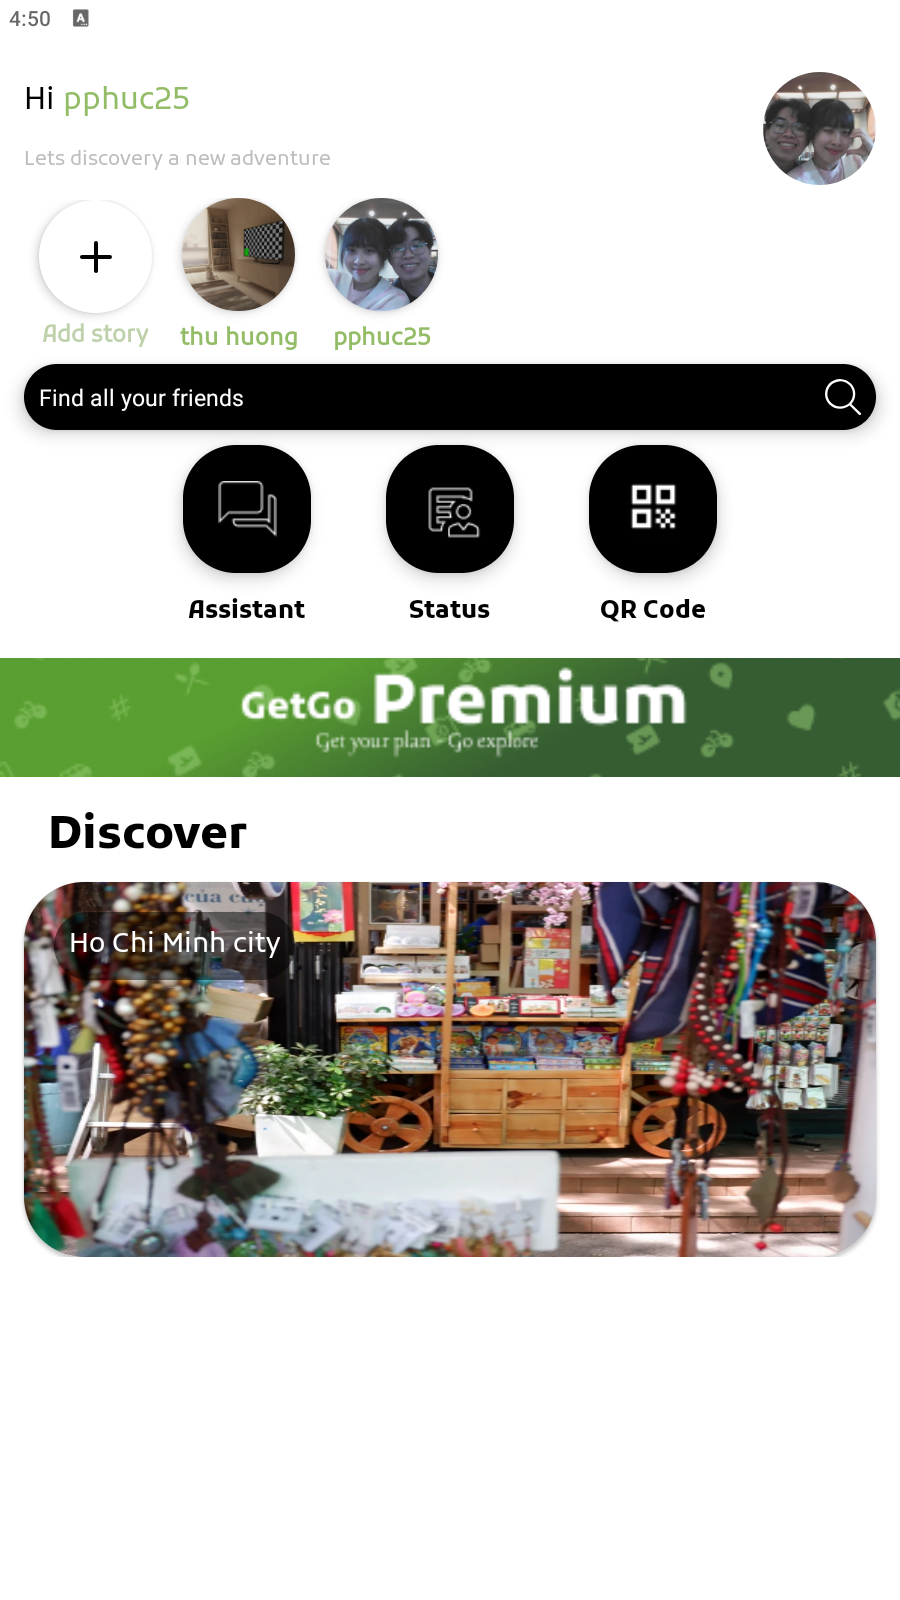 4:50
Hi pphuc25
Lets discovery a new adventure
Add story
thu huong
pphuc25
Find all your friends
Assistant
Status
QR Code
GetGo Premium
Get your plan - Go explore
Discover
của
Ho Chi Minh city